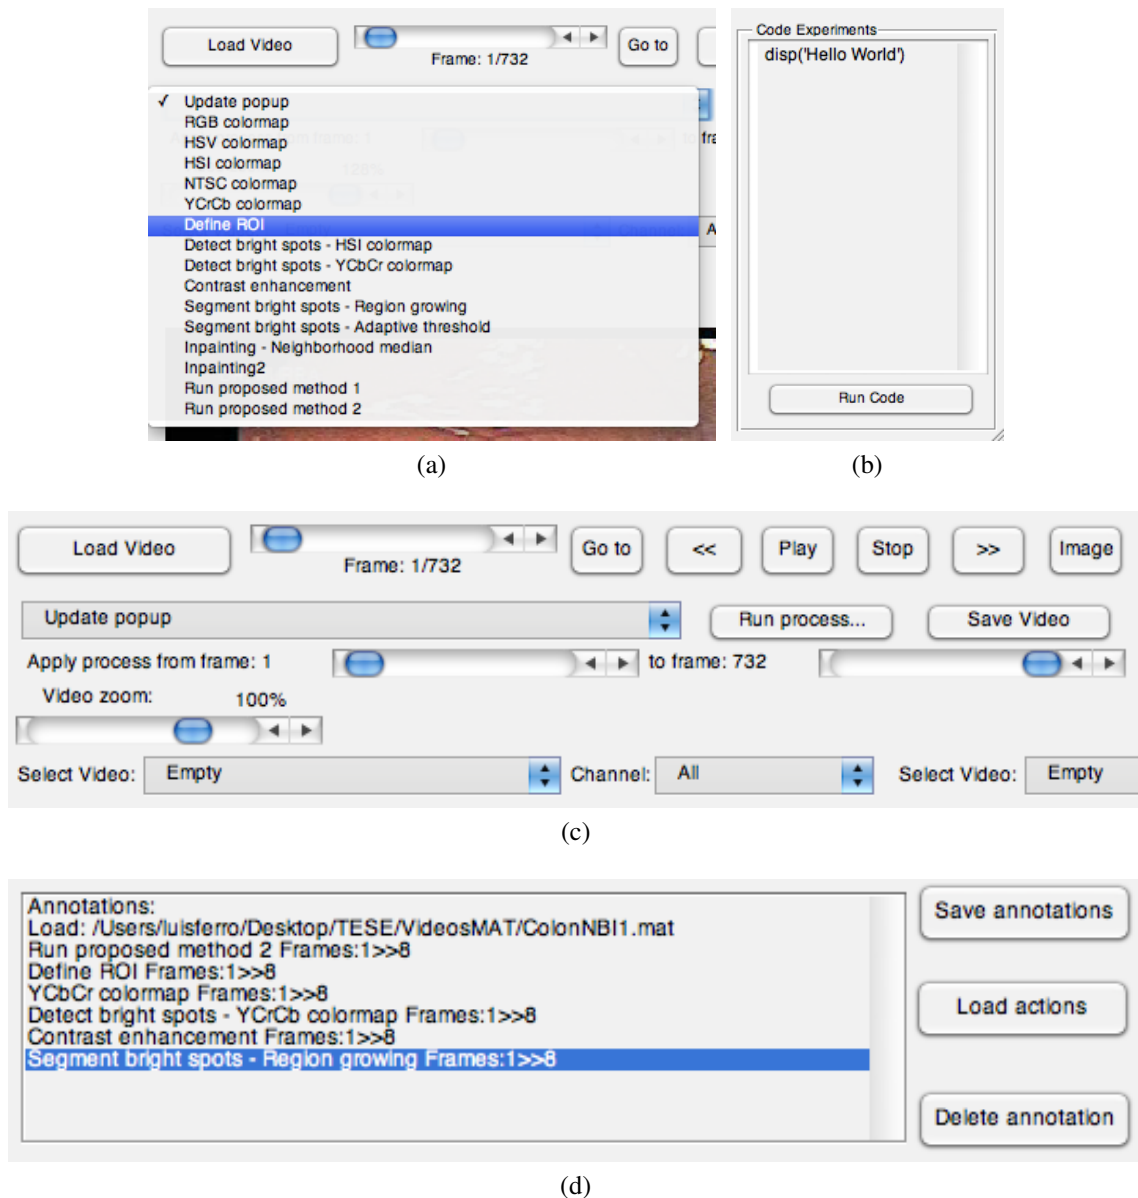 Load Video
Frame: 1/732
Go to
✓ Update popup
RGB colormap
HSV colormap
HSI colormap
NTSC colormap
YCrCb colormap
Define ROI
Detect bright spots - HSI colormap
Detect bright spots - YCbCr colormap
Contrast enhancement
Segment bright spots - Region growing
Segment bright spots - Adaptive threshold
Inpainting - Neighborhood median
Inpainting2
Run proposed method 1
Run proposed method 2
(a)
Code Experiments
disp('Hello World')
Run Code
(b)
Load Video
Frame: 1/732
Go to << Play Stop >> Image
Update popup Run process... Save Video
Apply process from frame: 1 to frame: 732
Video zoom: 100%
Select Video: Empty Channel: All Select Video: Empty
(c)
Annotations:
Load: /Users/luisferro/Desktop/TESE/VideosMAT/ColonNBI1.mat
Run proposed method 2 Frames:1>>8
Define ROI Frames:1>>8
YCbCr colormap Frames:1>>8
Detect bright spots - YCrCb colormap Frames:1>>8
Contrast enhancement Frames:1>>8
Segment bright spots - Region growing Frames:1>>8
Save annotations
Load actions
Delete annotation
(d)